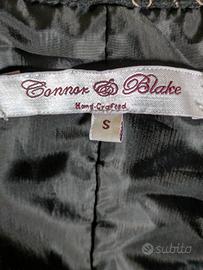 Connor & Blake
Hand-Crafted
S
subito